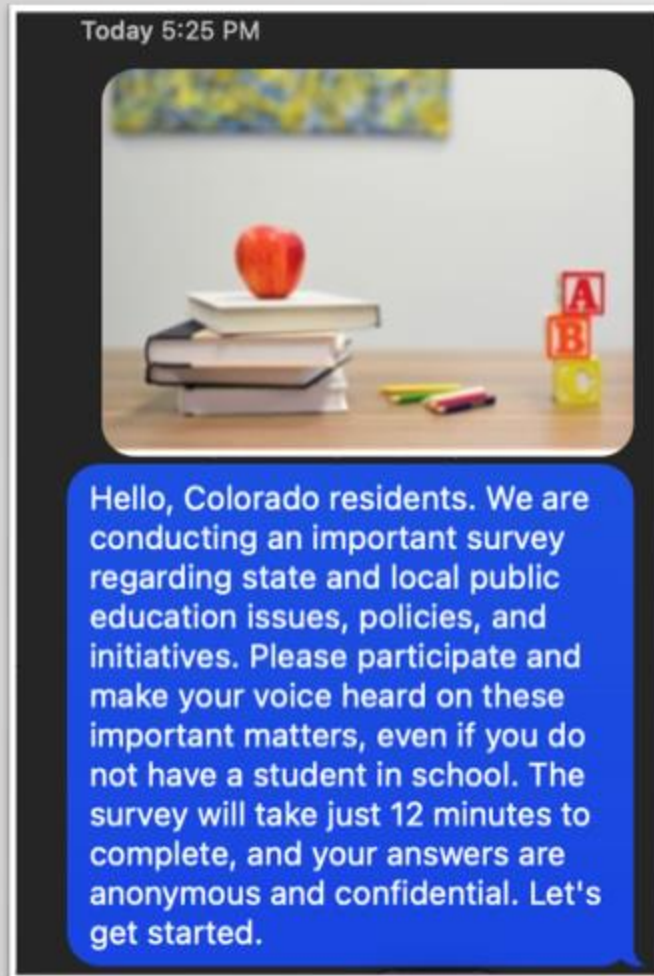 Today 5:25 PM
A
B
C
Hello, Colorado residents. We are
conducting an important survey
regarding state and local public
education issues, policies, and
initiatives. Please participate and
make your voice heard on these
important matters, even if you do
not have a student in school. The
survey will take just 12 minutes to
complete, and your answers are
anonymous and confidential. Let's
get started.